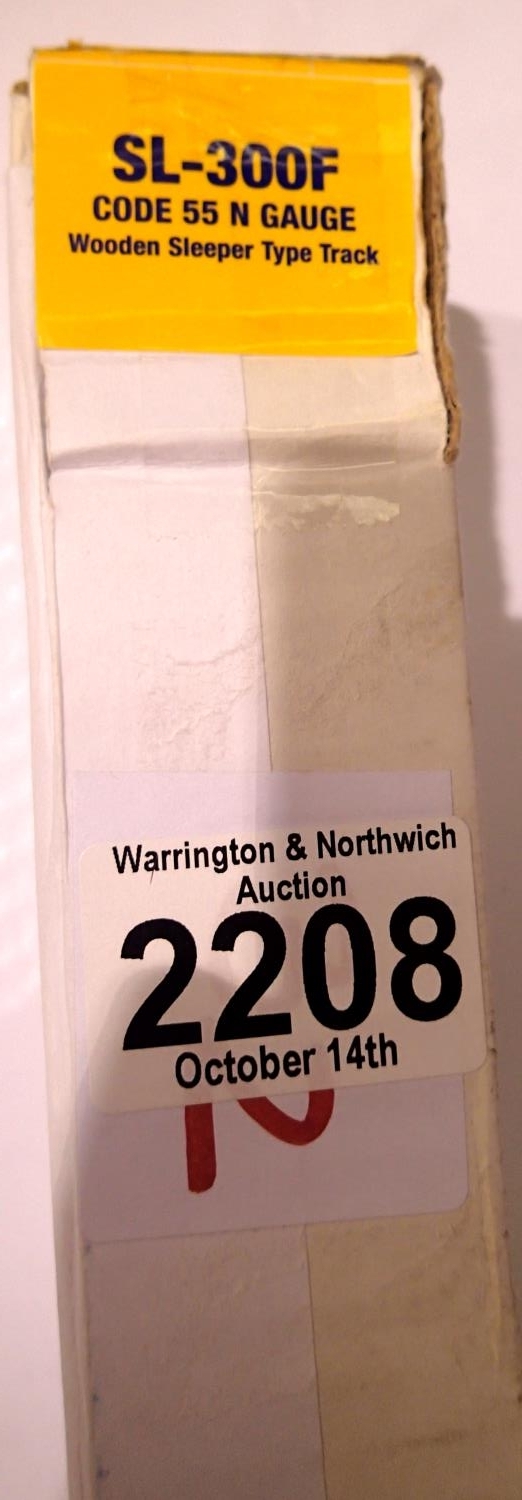 SL-300F
CODE 55 N GAUGE
Wooden Sleeper Type Track
Warrington & Northwich
Auction
2208
October 14th